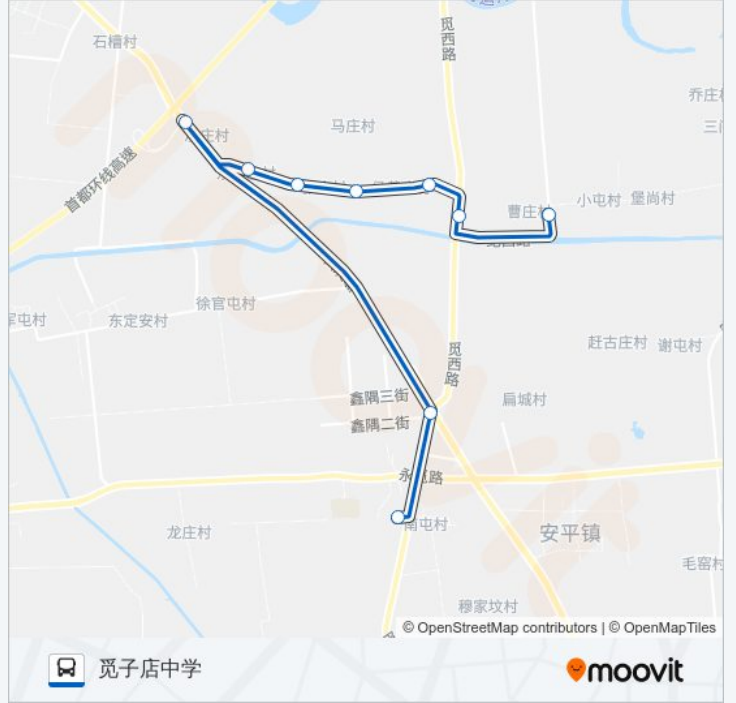 觅西路
石槽村
乔庄村
马庄村
三间
首都环线高速
曹庄村
小屯村
堡尚村
徐官屯村
东定安村
军屯村
赶古庄村
谢屯村
觅西路
鑫隅三街
扁城村
鑫隅二街
路
龙庄村
南屯村
安平镇
毛窑村
穆家坟村
© OpenStreetMap contributors | © OpenMapTiles
觅子店中学
moovit